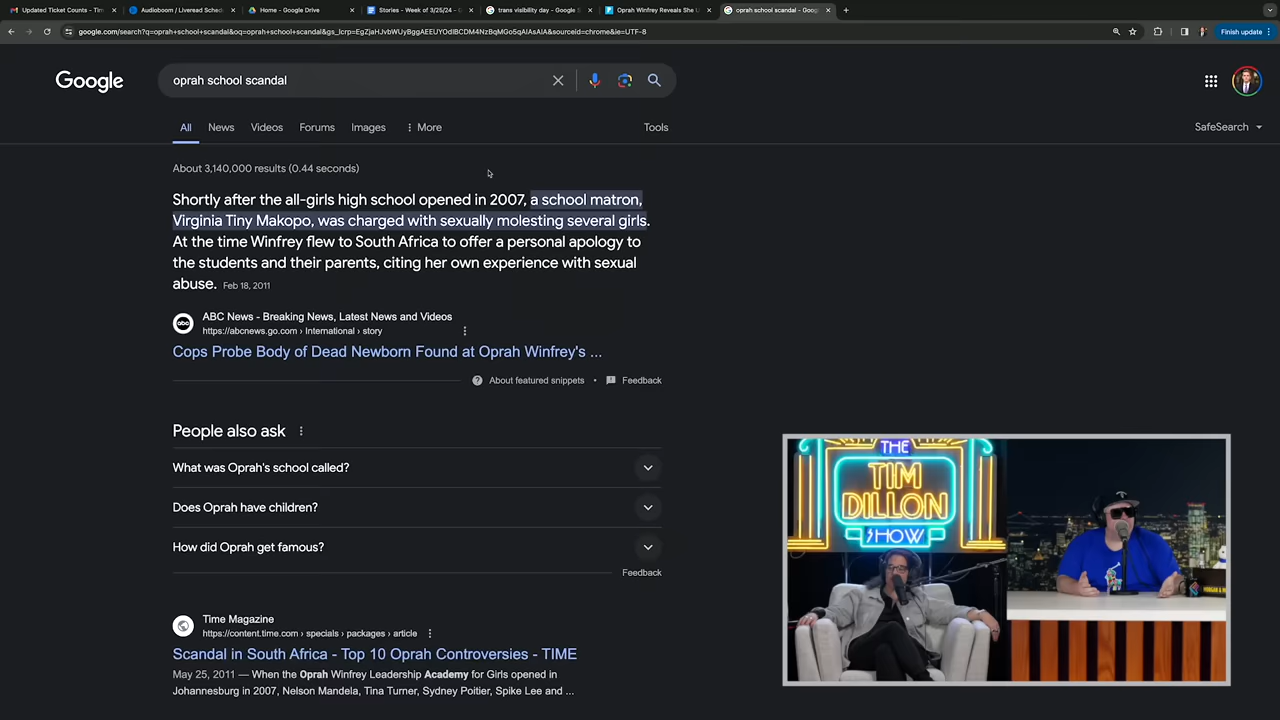 Updated Ticket Counts - Tim
Audioboom / Liveread Sched
Home - Google Drive
Stories - Week of 3/25/24 -
trans visibility day - Google S
Oprah Winfrey Reveals She U
oprah school scandal - Goog
google.com/search?q=oprah+school+scandal&oq=oprah+school+scandal&gs_lcrp=EgZjaHJvbWUyBggAEEUYOdIBCDM4NzBqMGo5qAIAsAIA&sourceid=chrome&ie=UTF-8
Finish update
Google
oprah school scandal
All
News
Videos
Forums
Images
More
Tools
SafeSearch
About 3,140,000 results (0.44 seconds)
Shortly after the all-girls high school opened in 2007, a school matron,
Virginia Tiny Makopo, was charged with sexually molesting several girls.
At the time Winfrey flew to South Africa to offer a personal apology to
the students and their parents, citing her own experience with sexual
abuse. Feb 18, 2011
abc
ABC News - Breaking News, Latest News and Videos
https://abcnews.go.com › International › story
Cops Probe Body of Dead Newborn Found at Oprah Winfrey's ...
About featured snippets • Feedback
People also ask
What was Oprah's school called?
Does Oprah have children?
How did Oprah get famous?
Feedback
Time Magazine
https://content.time.com › specials › packages › article
Scandal in South Africa - Top 10 Oprah Controversies - TIME
May 25, 2011 — When the Oprah Winfrey Leadership Academy for Girls opened in
Johannesburg in 2007, Nelson Mandela, Tina Turner, Sydney Poitier, Spike Lee and ...
THE
TIM
DILLON
SHOW